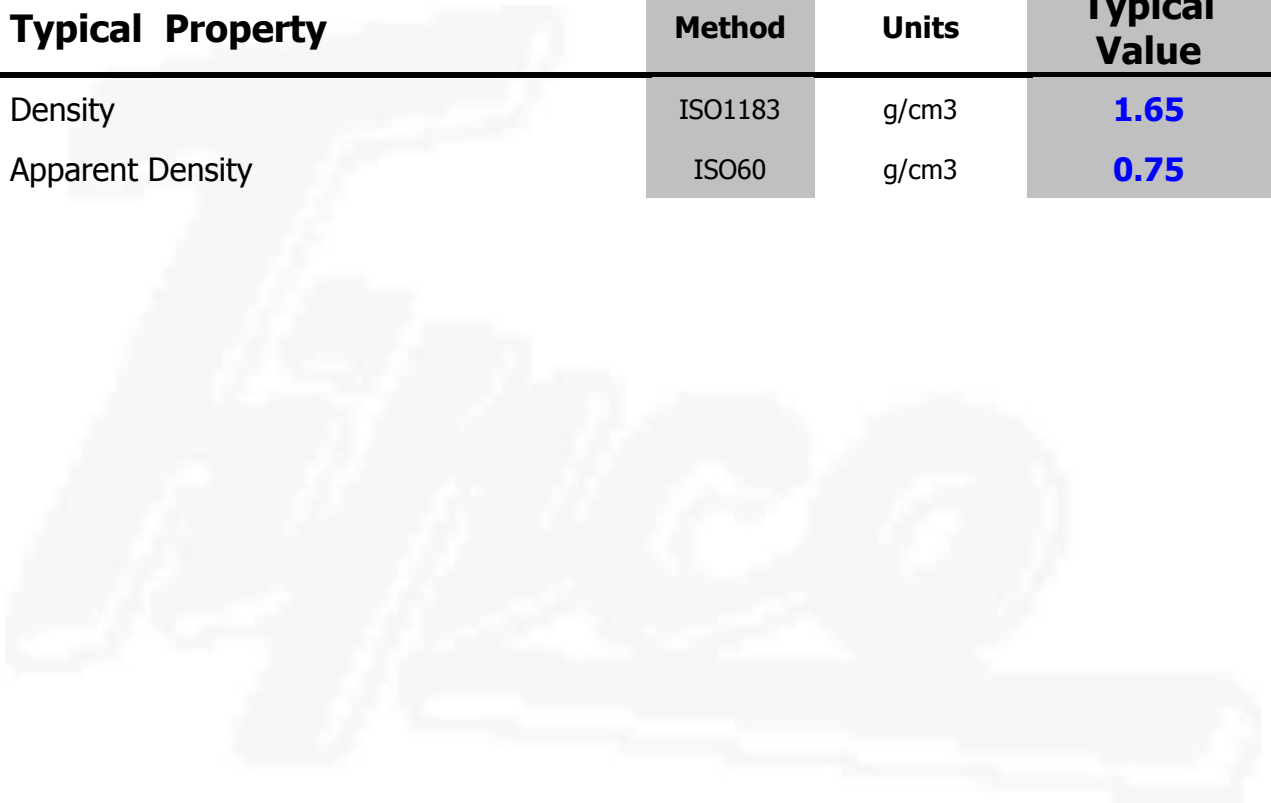 Typical Property Method Units Typical Value
Density ISO1183 g/cm3 1.65
Apparent Density ISO60 g/cm3 0.75